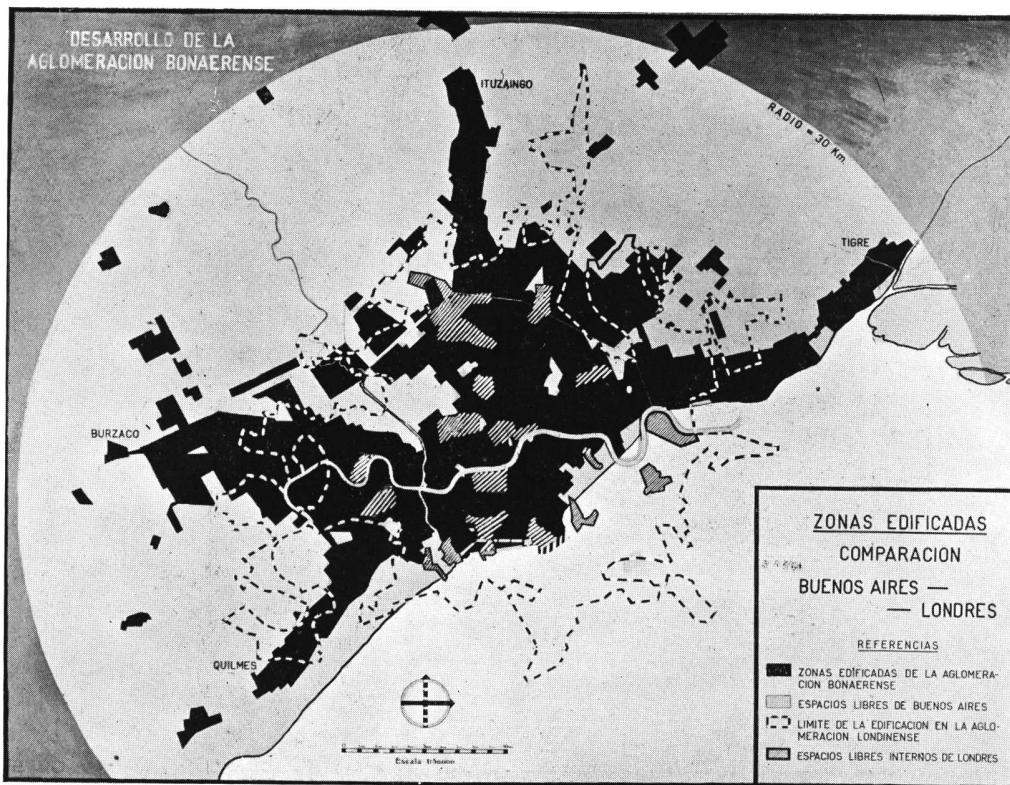 DESARROLLO DE LA
AGLOMERACION BONAERENSE
ITUZAINGO
RADIO = 30 Km.
TIGRE
BURZACO
QUILMES
ZONAS EDIFICADAS
COMPARACION
BUENOS AIRES —
— LONDRES
REFERENCIAS
ZONAS EDIFICADAS DE LA AGLOMERA-
CION BONAERENSE
ESPACIOS LIBRES DE BUENOS AIRES
LIMITE DE LA EDIFICACION EN LA AGLO-
MERACION LONDINENSE
ESPACIOS LIBRES INTERNOS DE LONDRES
Escala